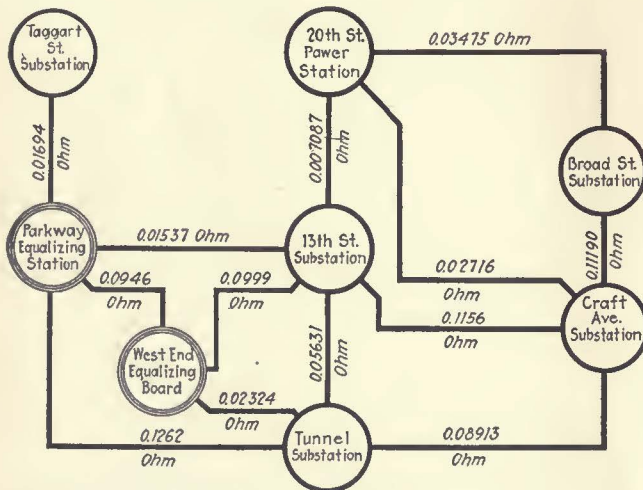 Taggart
St.
Substation
20th St.
Power
Station
0.03475 Ohm
0.01694
Ohm
0.007087
Ohm
Broad St.
Substation
Parkway
Equalizing
Station
0.01537 Ohm
13th St.
Substation
0.11190
Ohm
0.0946
Ohm
0.0999
Ohm
0.02716
Ohm
0.1156
Ohm
Craft
Ave.
Substation
West End
Equalizing
Board
0.05631
Ohm
0.02324
Ohm
0.1262
Ohm
Tunnel
Substation
0.08913
Ohm